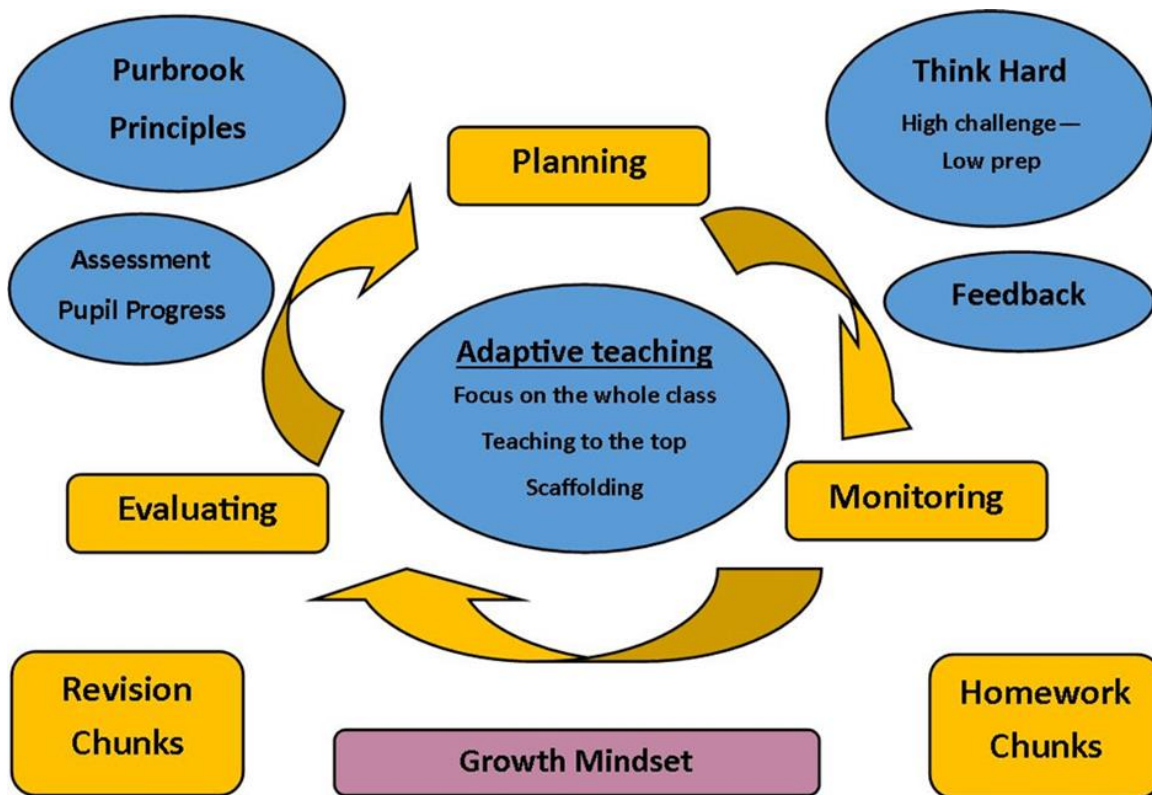 Purbrook
Principles
Think Hard
High challenge—
Low prep
Planning
Assessment
Pupil Progress
Feedback
Adaptive teaching
Focus on the whole class
Teaching to the top
Scaffolding
Evaluating
Monitoring
Revision
Chunks
Homework
Chunks
Growth Mindset